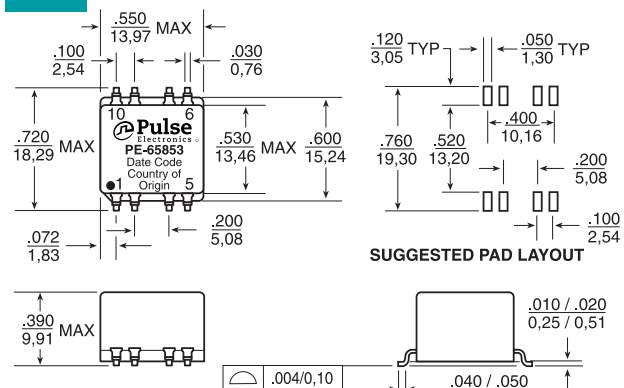 .550
13,97 MAX
.100
2,54
.030
0,76
.720
18,29 MAX
10 6
Pulse
Electronics
PE-65853
Date Code
Country of
Origin
1 5
.530
13,46 MAX
.600
15,24
.072
1,83
.200
5,08
.120
3,05 TYP
.050
1,30 TYP
.400
10,16
.760
19,30
.520
13,20
.200
5,08
.100
2,54
SUGGESTED PAD LAYOUT
.390
9,91 MAX
.004/0,10
.010 / .020
0,25 / 0,51
.040 / .050